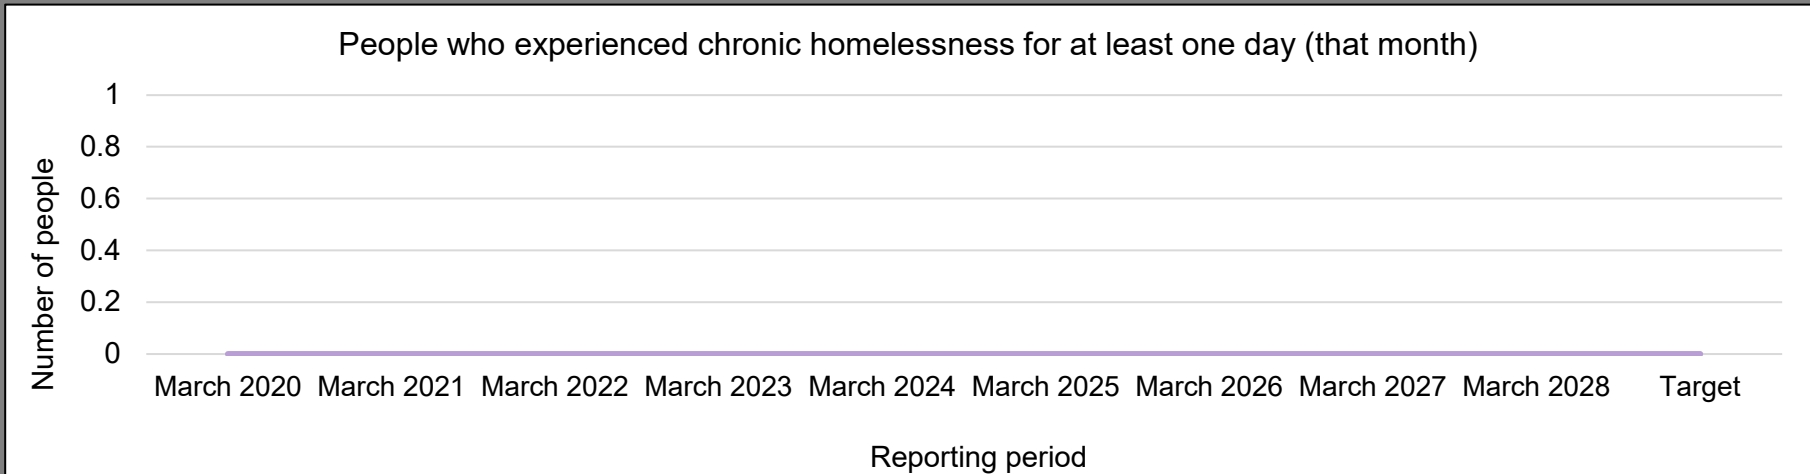 People who experienced chronic homelessness for at least one day (that month)
Number of people
1
0.8
0.6
0.4
0.2
0
March 2020 March 2021 March 2022 March 2023 March 2024 March 2025 March 2026 March 2027 March 2028 Target
Reporting period